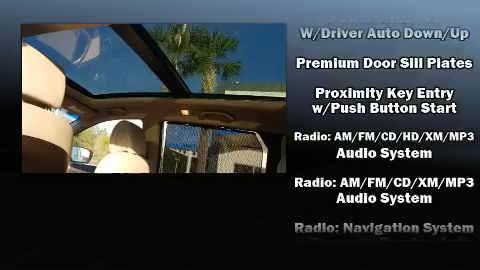 W/Driver Auto Down/Up
Premium Door Sill Plates
Proximity Key Entry
w/Push Button Start
Radio: AM/FM/CD/HD/XM/MP3
Audio System
Radio: AM/FM/CD/XM/MP3
Audio System
Radio: Navigation System